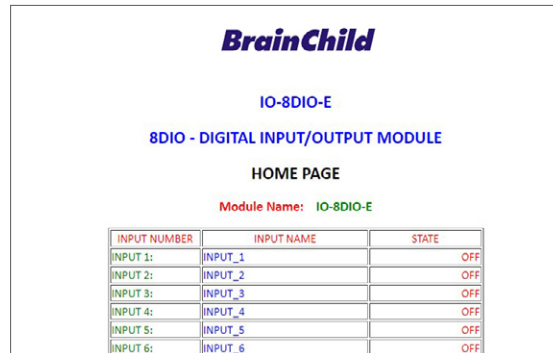 BrainChild
IO-8DIO-E
8DIO - DIGITAL INPUT/OUTPUT MODULE
HOME PAGE
Module Name: IO-8DIO-E
INPUT NUMBER INPUT NAME STATE
INPUT 1: INPUT_1 OFF
INPUT 2: INPUT_2 OFF
INPUT 3: INPUT_3 OFF
INPUT 4: INPUT_4 OFF
INPUT 5: INPUT_5 OFF
INPUT 6: INPUT_6 OFF